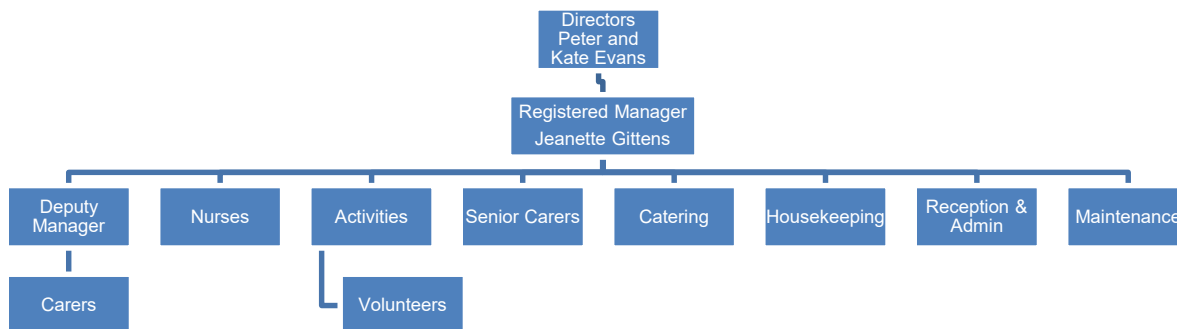 Directors
Peter and
Kate Evans
Registered Manager
Jeanette Gittens
Deputy
Manager
Nurses
Activities
Senior Carers
Catering
Housekeeping
Reception &
Admin
Maintenance
Carers
Volunteers